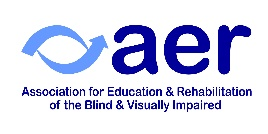 aer
Association for Education & Rehabilitation
of the Blind & Visually Impaired